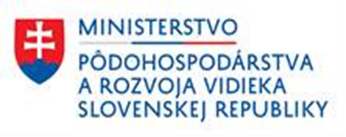 MINISTERSTVO
PÔDOHOSPODÁRSTVA
A ROZVOJA VIDIEKA
SLOVENSKEJ REPUBLIKY